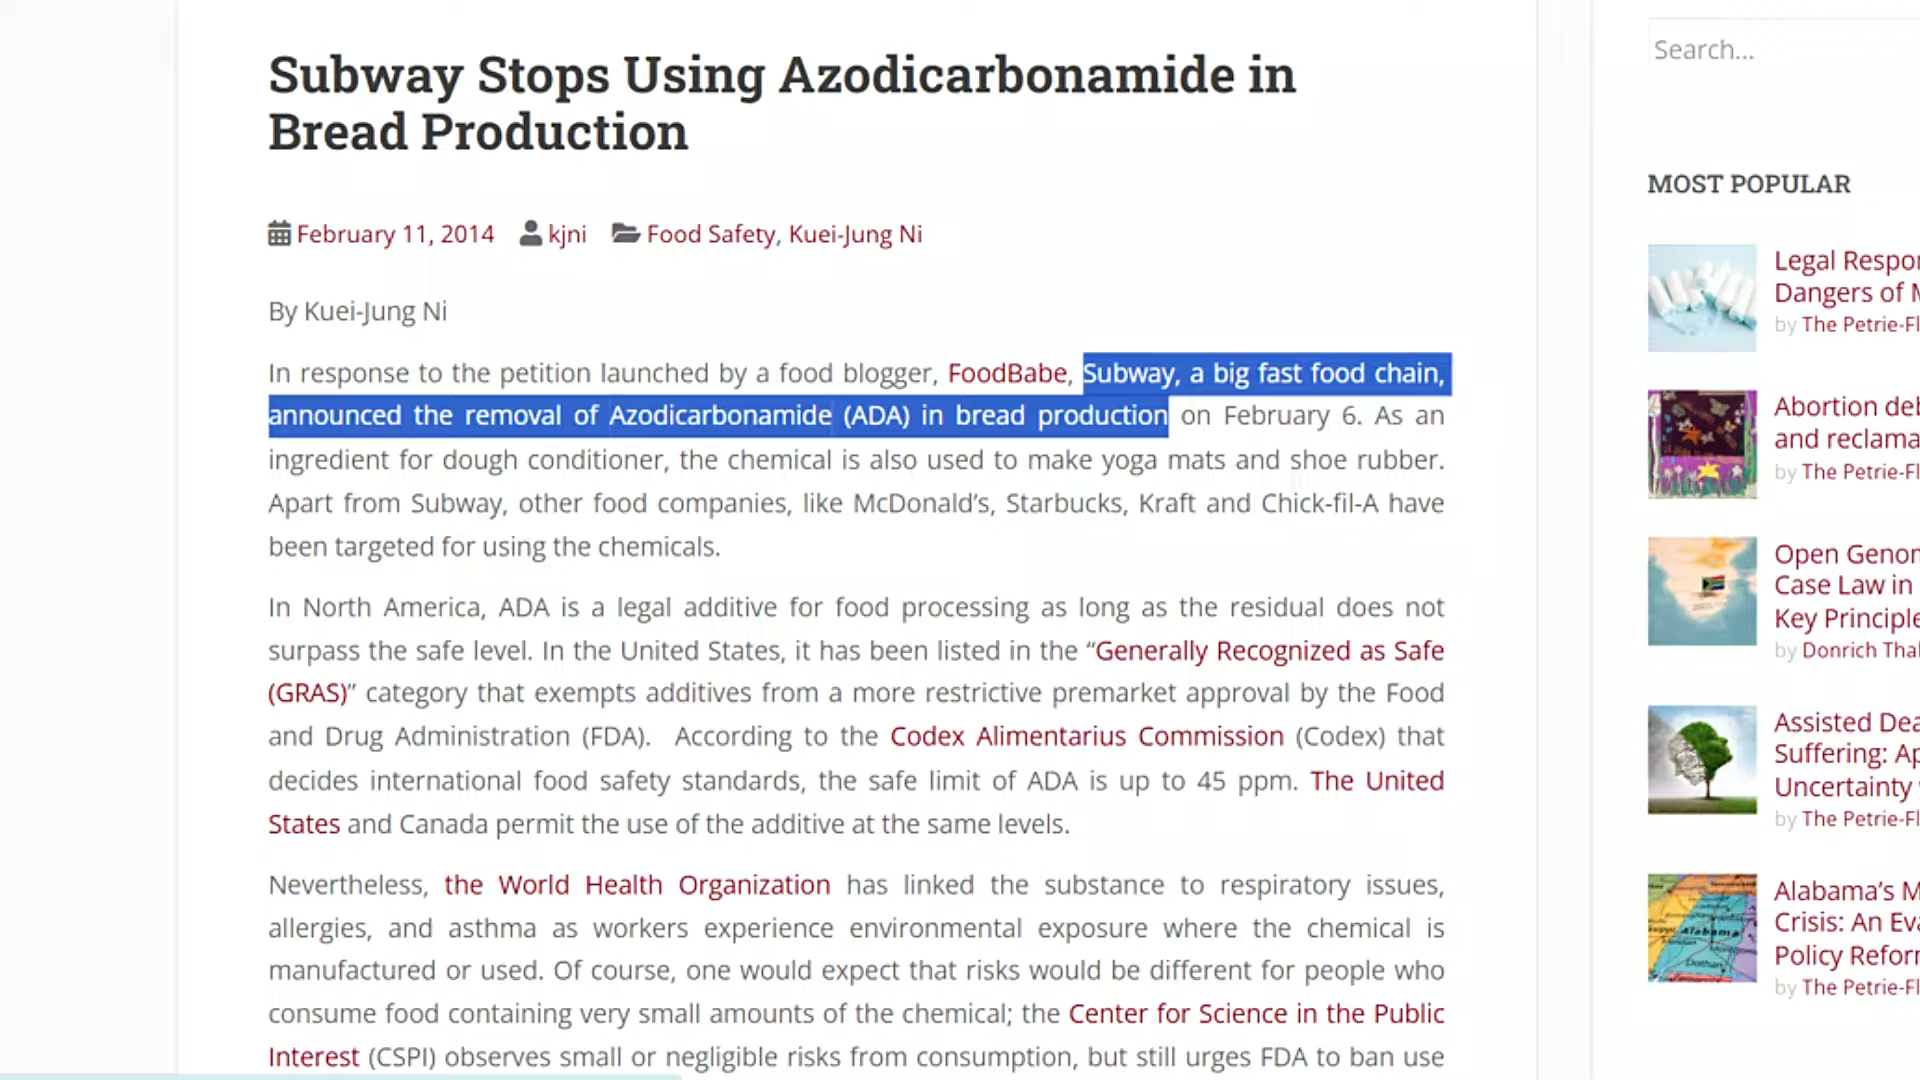 Subway Stops Using Azodicarbonamide in
Bread Production
February 11, 2014 kjni Food Safety, Kuei-Jung Ni
By Kuei-Jung Ni
In response to the petition launched by a food blogger, FoodBabe, Subway, a big fast food chain,
announced the removal of Azodicarbonamide (ADA) in bread production on February 6. As an
ingredient for dough conditioner, the chemical is also used to make yoga mats and shoe rubber.
Apart from Subway, other food companies, like McDonald’s, Starbucks, Kraft and Chick-fil-A have
been targeted for using the chemicals.
In North America, ADA is a legal additive for food processing as long as the residual does not
surpass the safe level. In the United States, it has been listed in the “Generally Recognized as Safe
(GRAS)” category that exempts additives from a more restrictive premarket approval by the Food
and Drug Administration (FDA). According to the Codex Alimentarius Commission (Codex) that
decides international food safety standards, the safe limit of ADA is up to 45 ppm. The United
States and Canada permit the use of the additive at the same levels.
Nevertheless, the World Health Organization has linked the substance to respiratory issues,
allergies, and asthma as workers experience environmental exposure where the chemical is
manufactured or used. Of course, one would expect that risks would be different for people who
consume food containing very small amounts of the chemical; the Center for Science in the Public
Interest (CSPI) observes small or negligible risks from consumption, but still urges FDA to ban use
Search...
MOST POPULAR
Legal
Dangers of
by The
Abortion
and
by The
Open
Case Law in
Key
by Donrich
Assisted
Suffering:
Uncertainty
by The
Alabama’s
Crisis: An
Policy
by The
Alabama